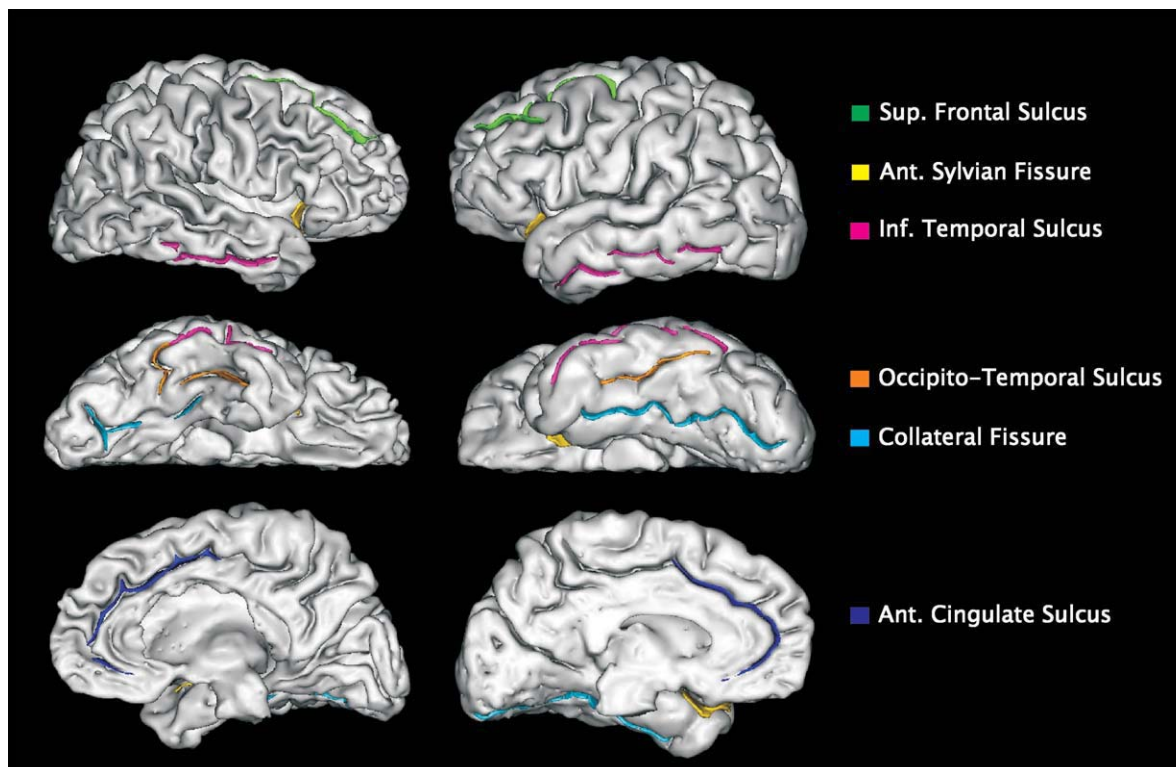 Sup. Frontal Sulcus
Ant. Sylvian Fissure
Inf. Temporal Sulcus
Occipito-Temporal Sulcus
Collateral Fissure
Ant. Cingulate Sulcus